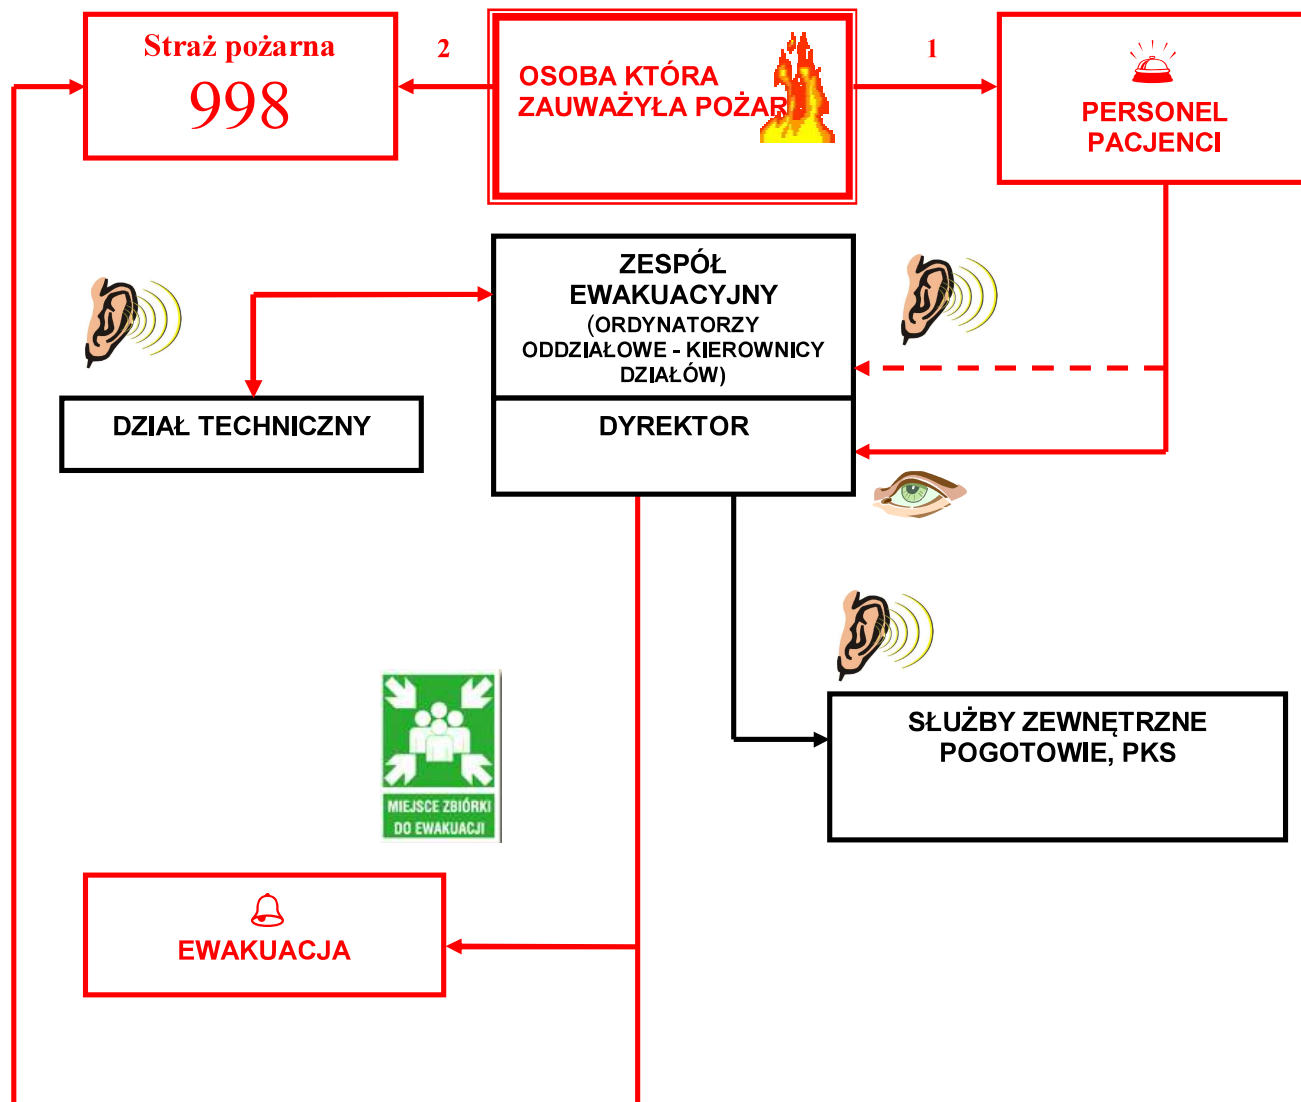 Straż pożarna
998
2
OSOBA KTÓRA
ZAUWAŻYŁA POŻAR
1
PERSONEL
PACJENCI
ZESPÓŁ
EWAKUACYJNY
(ORDYNATORZY
ODDZIAŁOWE - KIEROWNICY
DZIAŁÓW)
DZIAŁ TECHNICZNY
DYREKTOR
SŁUŻBY ZEWNĘTRZNE
POGOTOWIE, PKS
MIEJSCE ZBIÓRKI
DO EWAKUACJI
EWAKUACJA